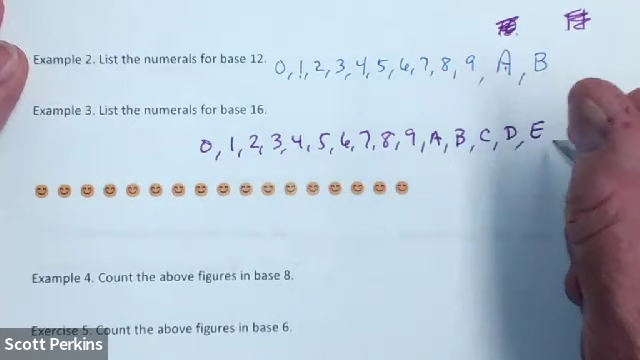 Example 2. List the numerals for base 12. 0, 1, 2, 3, 4, 5, 6, 7, 8, 9, A, B
Example 3. List the numerals for base 16.
0, 1, 2, 3, 4, 5, 6, 7, 8, 9, A, B, C, D, E
Example 4. Count the above figures in base 8.
Exercise 5. Count the above figures in base 6.
Scott Perkins